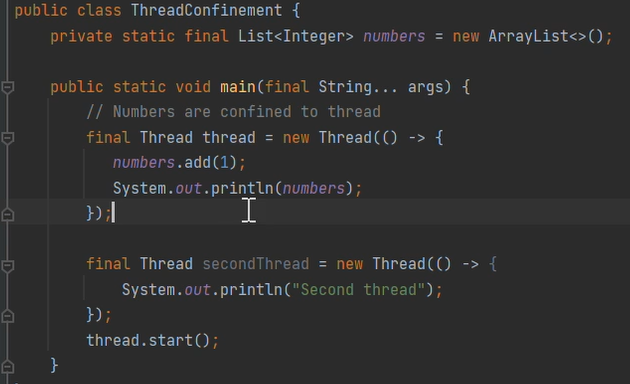 public class ThreadConfinement {
    private static final List<Integer> numbers = new ArrayList<>();

    public static void main(final String... args) {
        // Numbers are confined to thread
        final Thread thread = new Thread(() -> {
           numbers.add(1);
           System.out.println(numbers);
        });

        final Thread secondThread = new Thread(() -> {
            System.out.println("Second thread");
        });
        thread.start();
    }